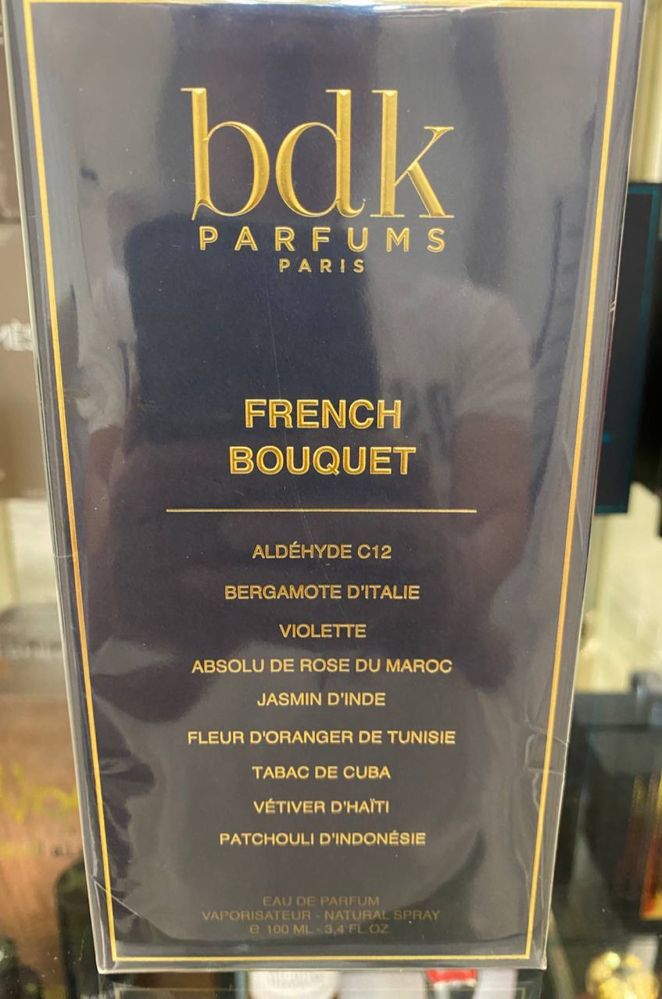 bdk
PARFUMS
PARIS
FRENCH
BOUQUET
ALDÉHYDE C12
BERGAMOTE D'ITALIE
VIOLETTE
ABSOLU DE ROSE DU MAROC
JASMIN D'INDE
FLEUR D'ORANGER DE TUNISIE
TABAC DE CUBA
VÉTIVER D'HAÏTI
PATCHOULI D'INDONÉSIE
EAU DE PARFUM
VAPORISATEUR - NATURAL SPRAY
e 100 ML - 3,4 FL OZ